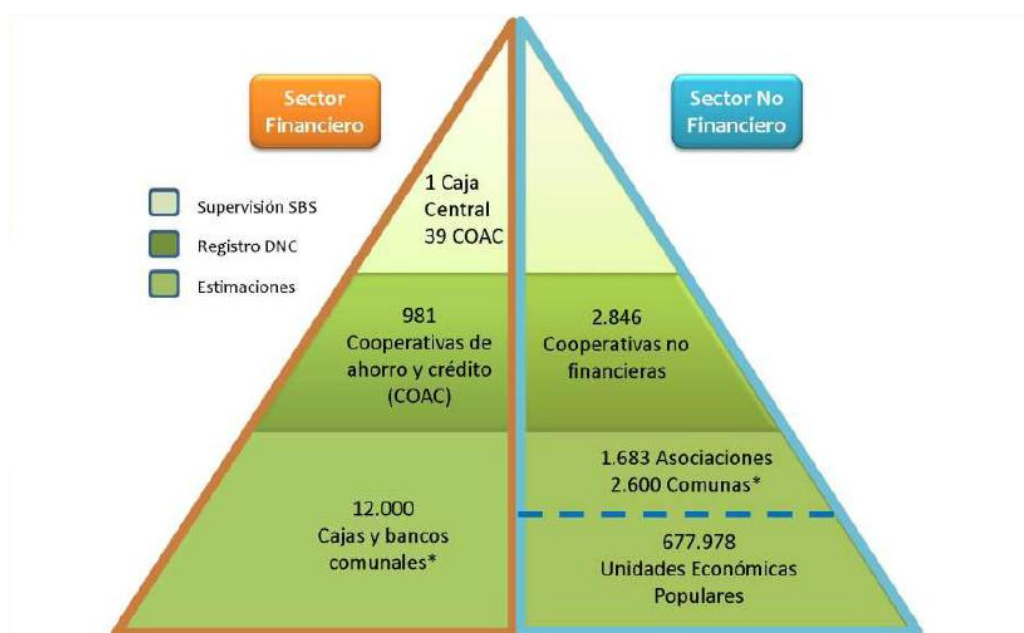 Sector
Financiero
Sector No
Financiero
Supervisión SBS
Registro DNC
Estimaciones
1 Caja
Central
39 COAC
981
Cooperativas de
ahorro y crédito
(COAC)
2.846
Cooperativas no
financieras
12.000
Cajas y bancos
comunales*
1.683 Asociaciones
2.600 Comunas*
677.978
Unidades Económicas
Populares